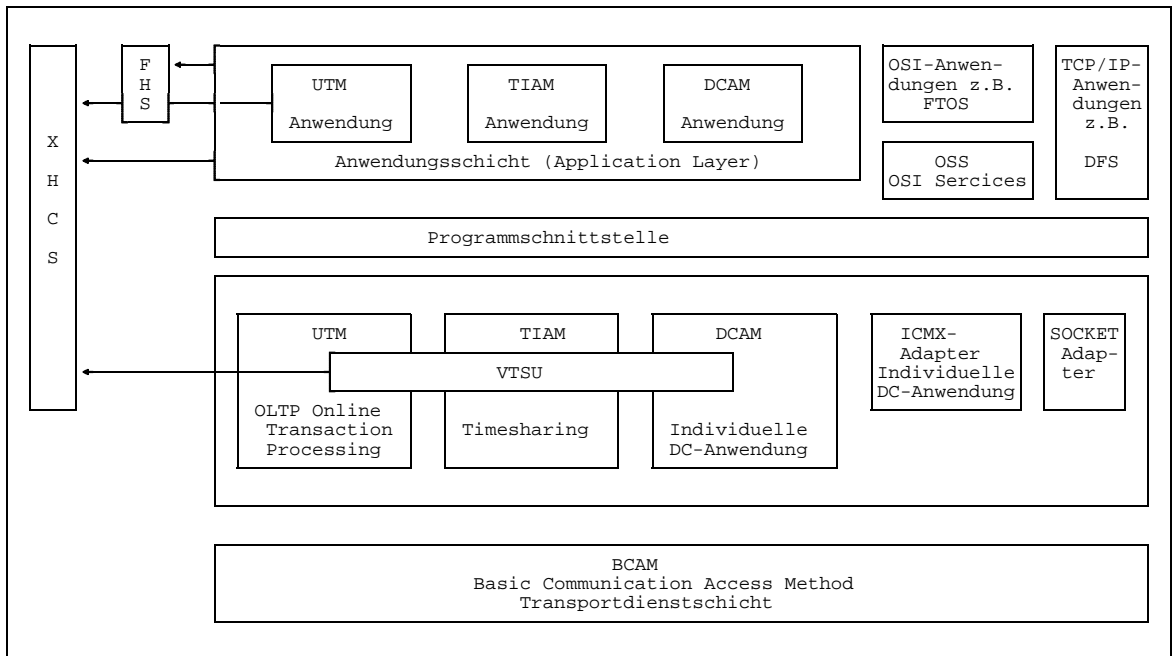 X
H
C
S
F
H
S
UTM
Anwendung
TIAM
Anwendung
DCAM
Anwendung
Anwendungsschicht (Application Layer)
OSI-Anwen-
dungen z.B.
FTOS
OSS
OSI Sercices
TCP/IP-
Anwen-
dungen
z.B.
DFS
Programmschnittstelle
UTM
TIAM
DCAM
VTSU
OLTP Online
Transaction
Processing
Timesharing
Individuelle
DC-Anwendung
ICMX-
Adapter
Individuelle
DC-Anwendung
SOCKET
Adap-
ter
BCAM
Basic Communication Access Method
Transportdienstschicht